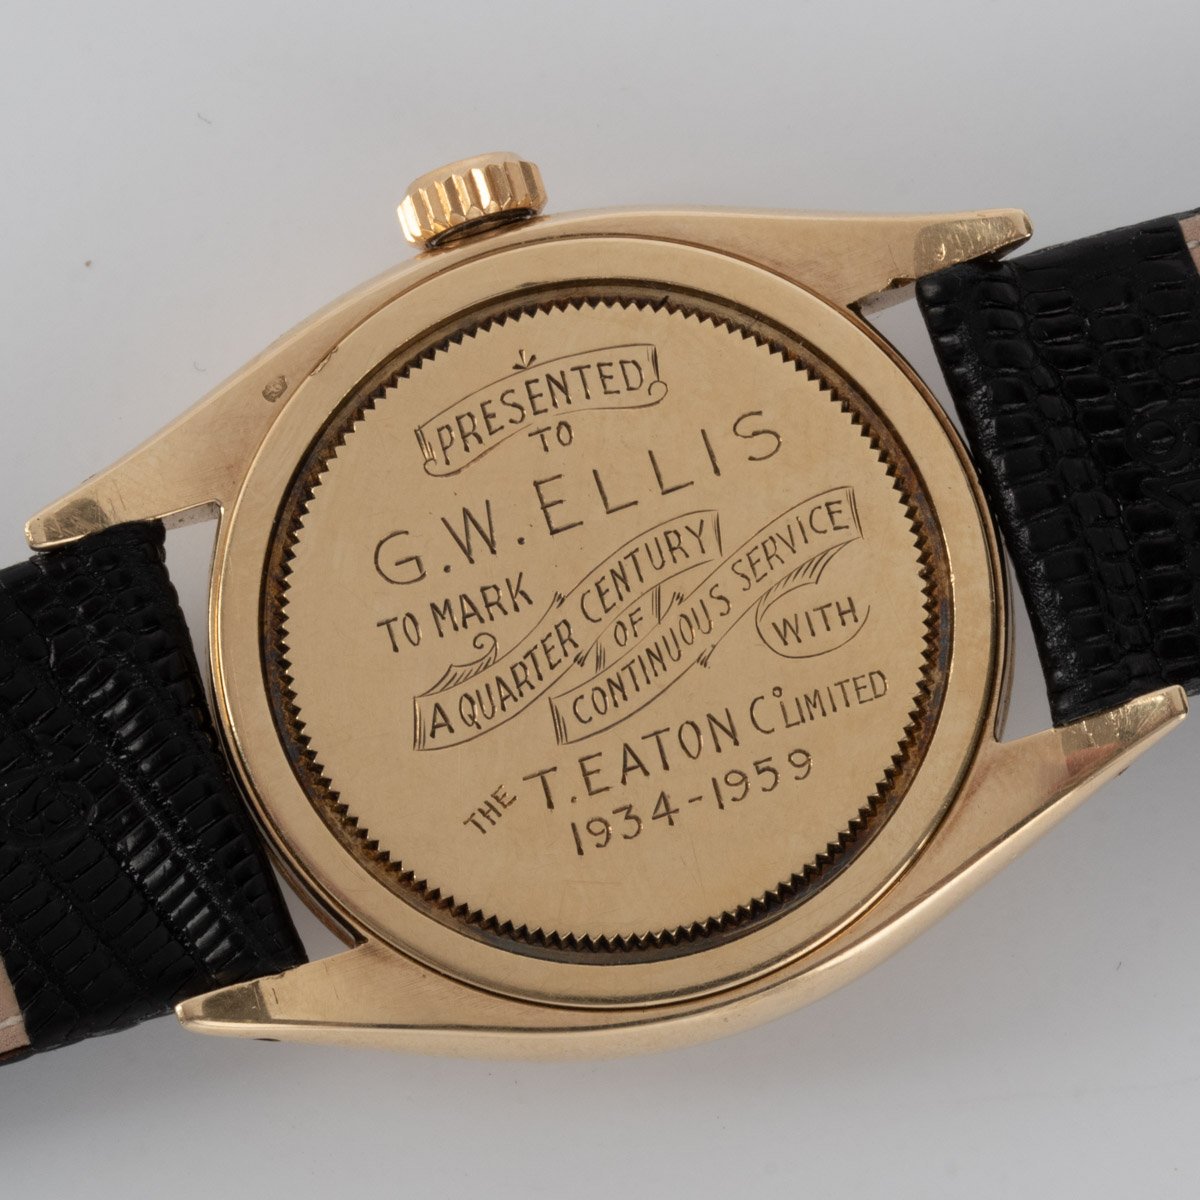 PRESENTED
TO
G.W. ELLIS
TO MARK
A QUARTER CENTURY
OF
CONTINUOUS SERVICE
WITH
THE T. EATON Co LIMITED
1934-1959